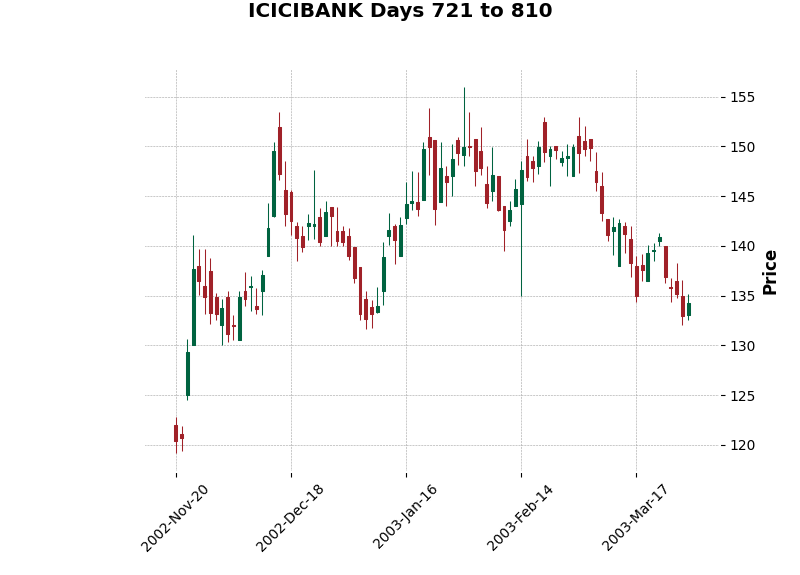 ICICIBANK Days 721 to 810
155
150
145
140
135
130
125
120
Price
2002-Nov-20
2002-Dec-18
2003-Jan-16
2003-Feb-14
2003-Mar-17